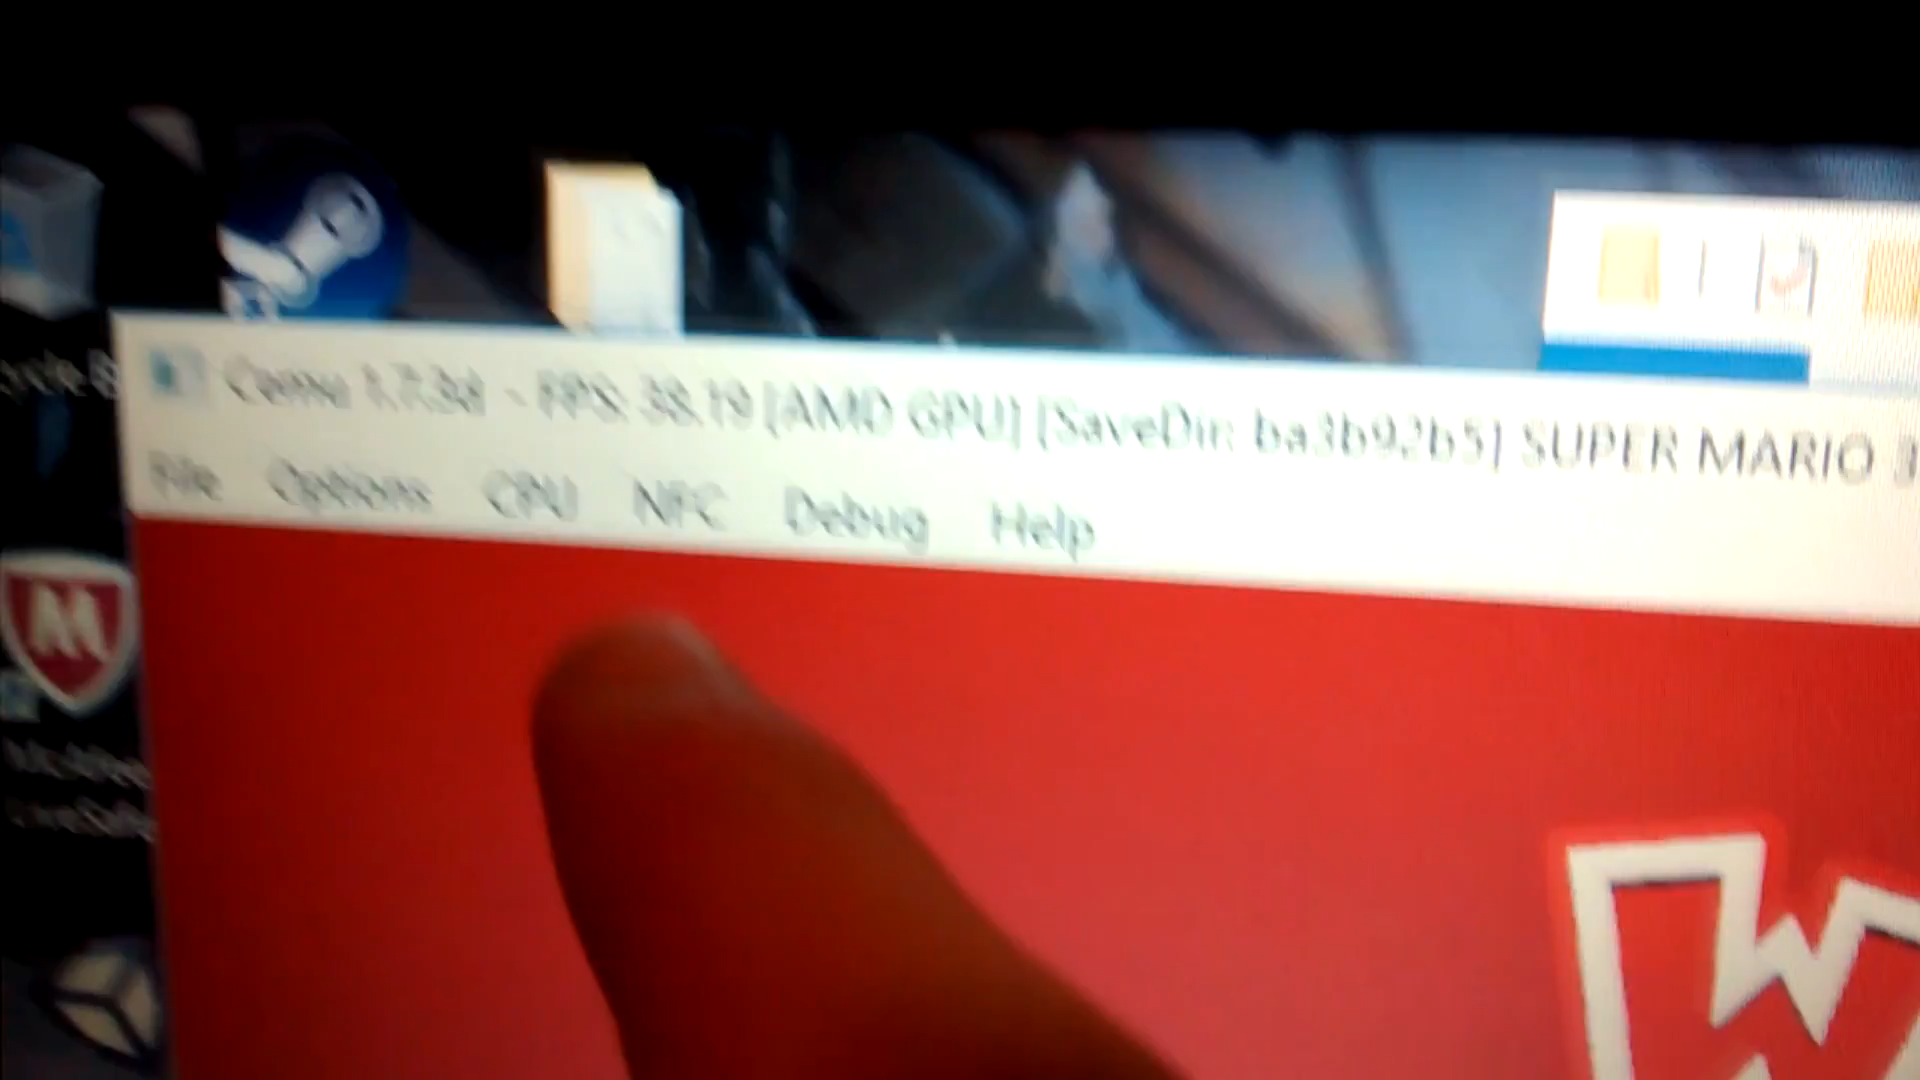 Cemu 1.7.3d - FPS: 38.19 [AMD GPU] [SaveDir: ba3b92b5] SUPER MARIO 3
File Options CPU NFC Debug Help
W